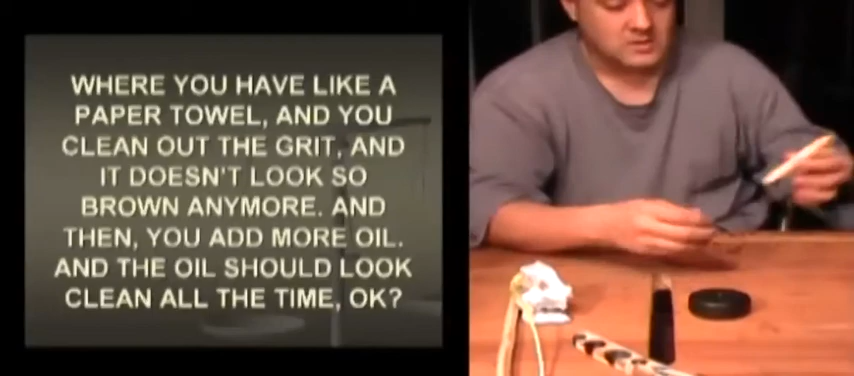 WHERE YOU HAVE LIKE A
PAPER TOWEL, AND YOU
CLEAN OUT THE GRIT, AND
IT DOESN'T LOOK SO
BROWN ANYMORE. AND
THEN, YOU ADD MORE OIL.
AND THE OIL SHOULD LOOK
CLEAN ALL THE TIME, OK?